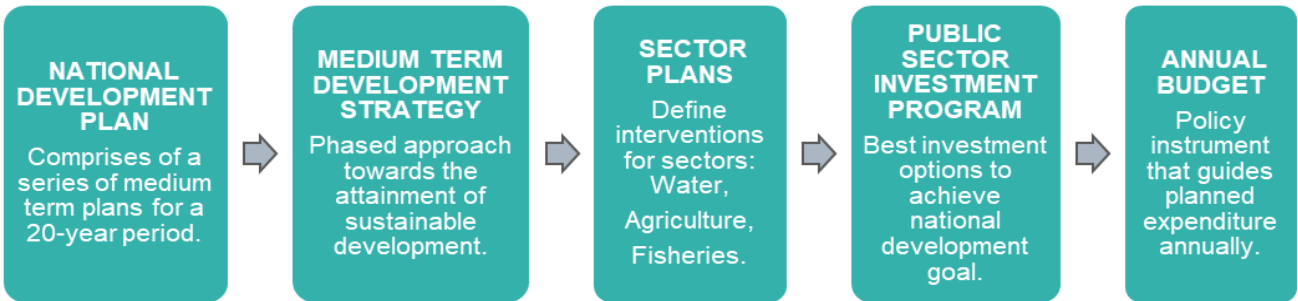 NATIONAL
DEVELOPMENT
PLAN
Comprises of a
series of medium
term plans for a
20-year period.
MEDIUM TERM
DEVELOPMENT
STRATEGY
Phased approach
towards the
attainment of
sustainable
development.
SECTOR
PLANS
Define
interventions
for sectors:
Water,
Agriculture,
Fisheries.
PUBLIC
SECTOR
INVESTMENT
PROGRAM
Best investment
options to
achieve
national
development
goal.
ANNUAL
BUDGET
Policy
instrument
that guides
planned
expenditure
annually.